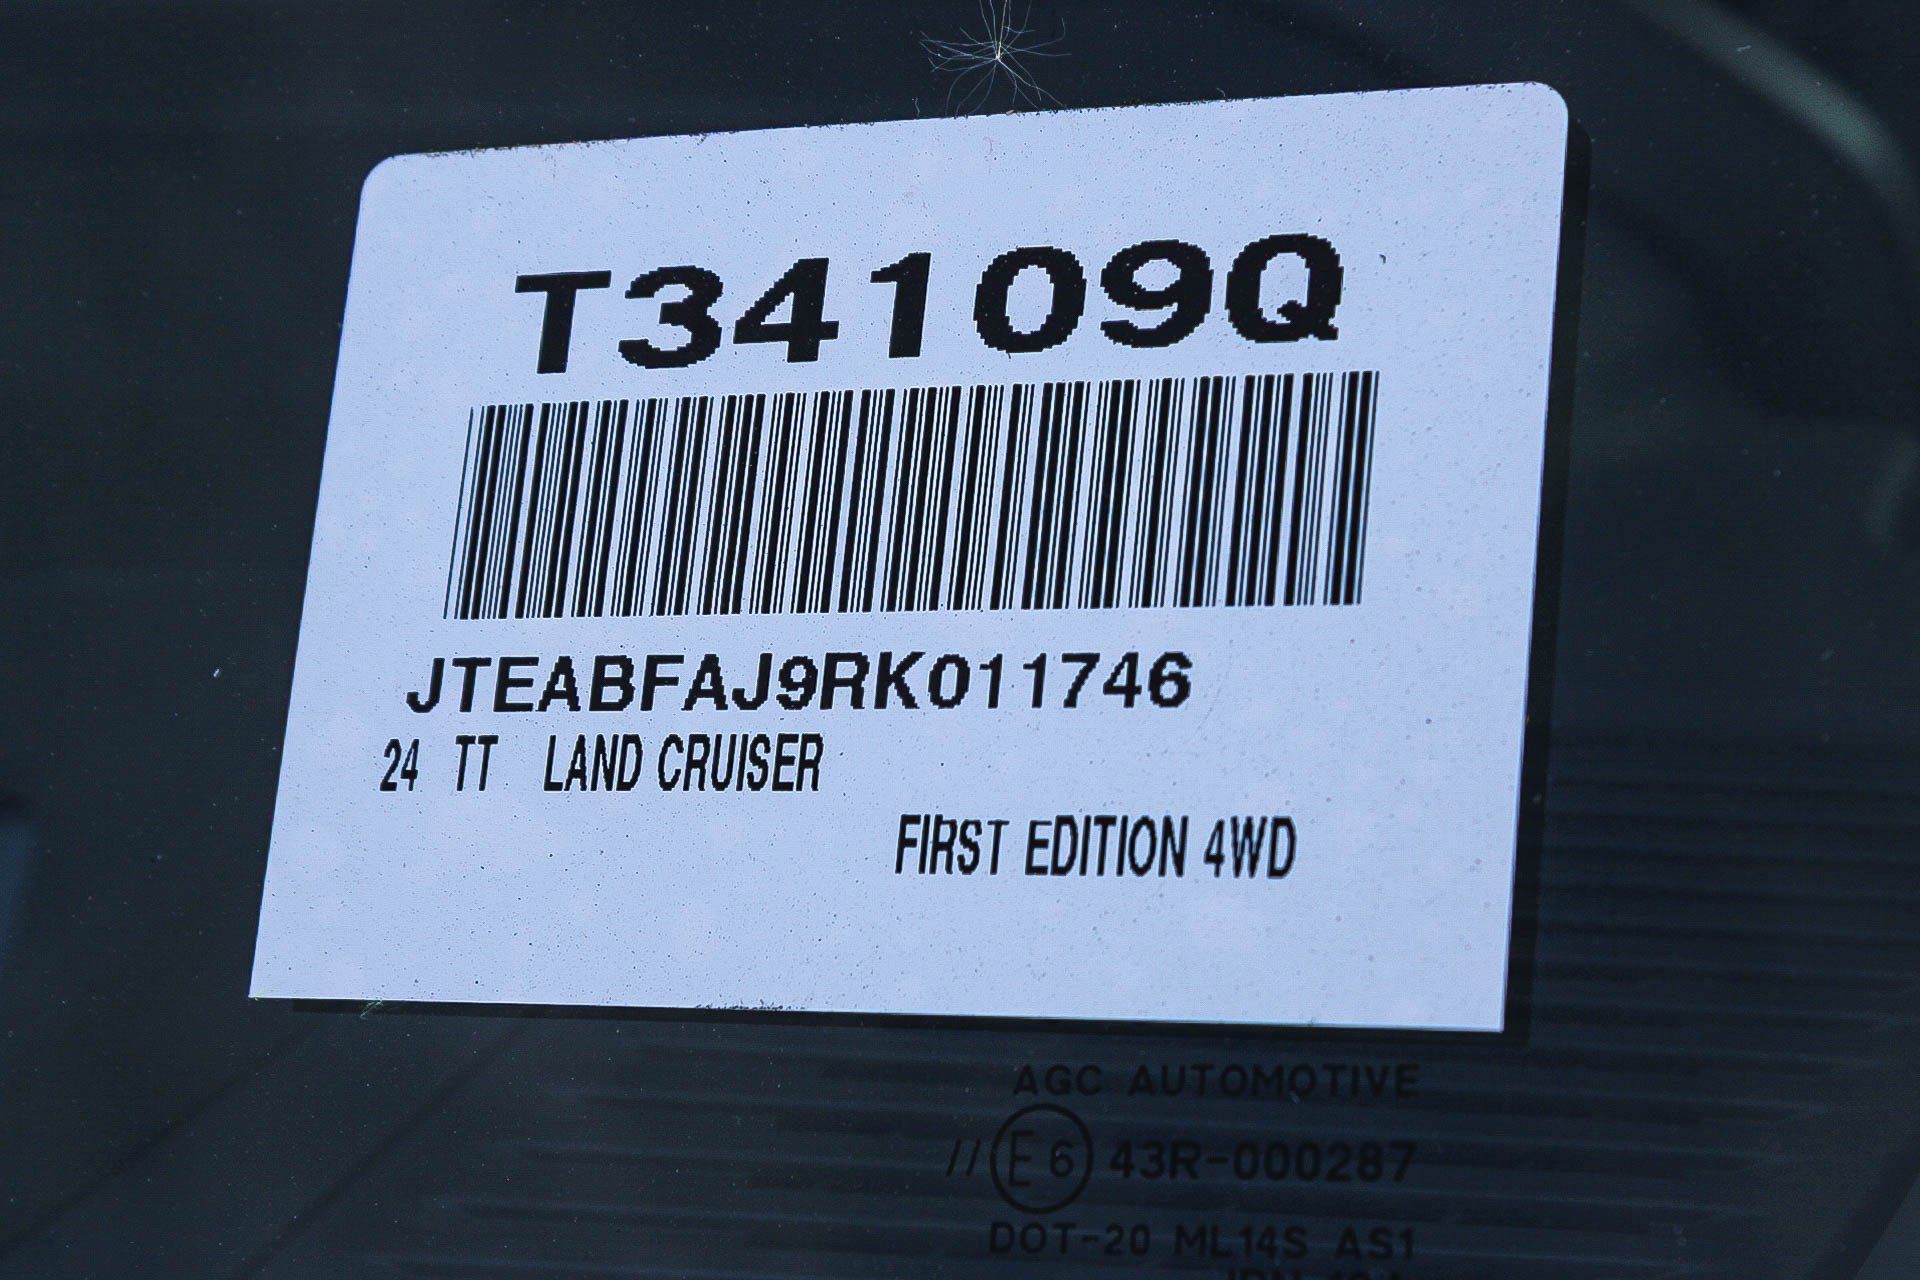 T34109Q
JTEABFAJ9RK011746
24 TT LAND CRUISER
FIRST EDITION 4WD
AGC AUTOMOTIVE
// E6 43R-000287
DOT-20 ML14S AS1